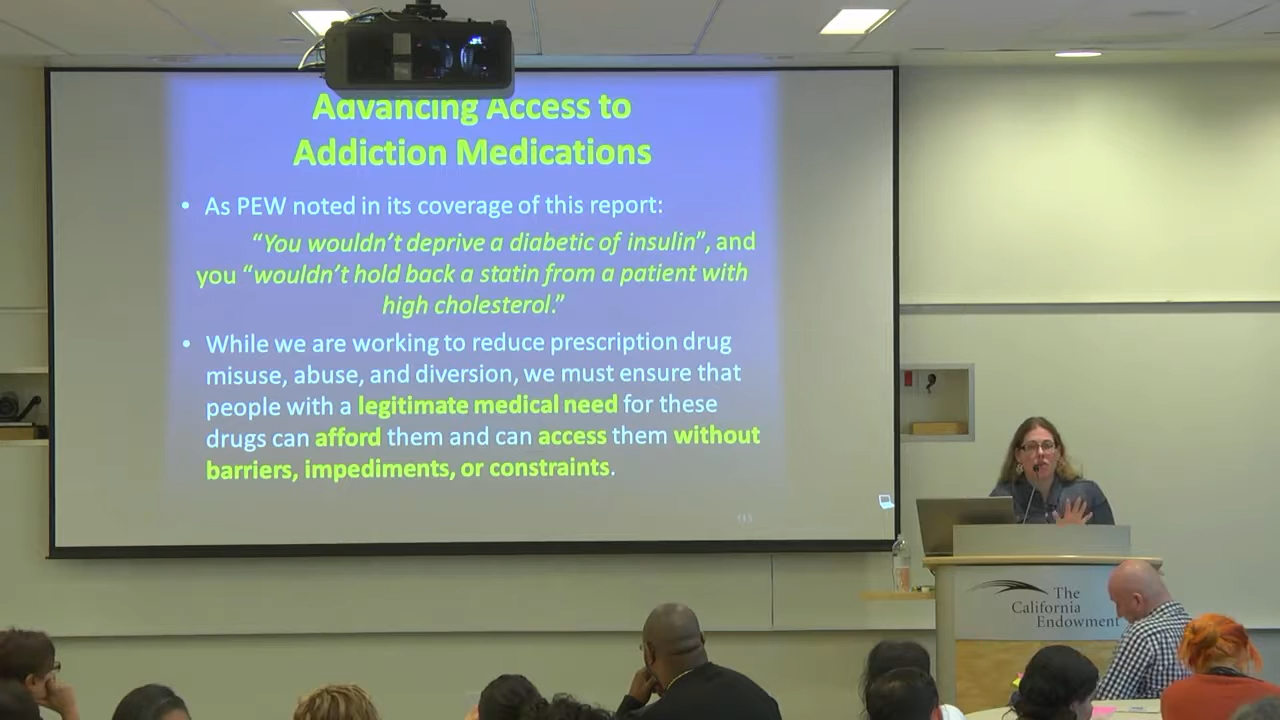 Advancing Access to
Addiction Medications
• As PEW noted in its coverage of this report:
“You wouldn’t deprive a diabetic of insulin”, and
you “wouldn’t hold back a statin from a patient with
high cholesterol.”
• While we are working to reduce prescription drug
misuse, abuse, and diversion, we must ensure that
people with a legitimate medical need for these
drugs can afford them and can access them without
barriers, impediments, or constraints.
The
California
Endowment